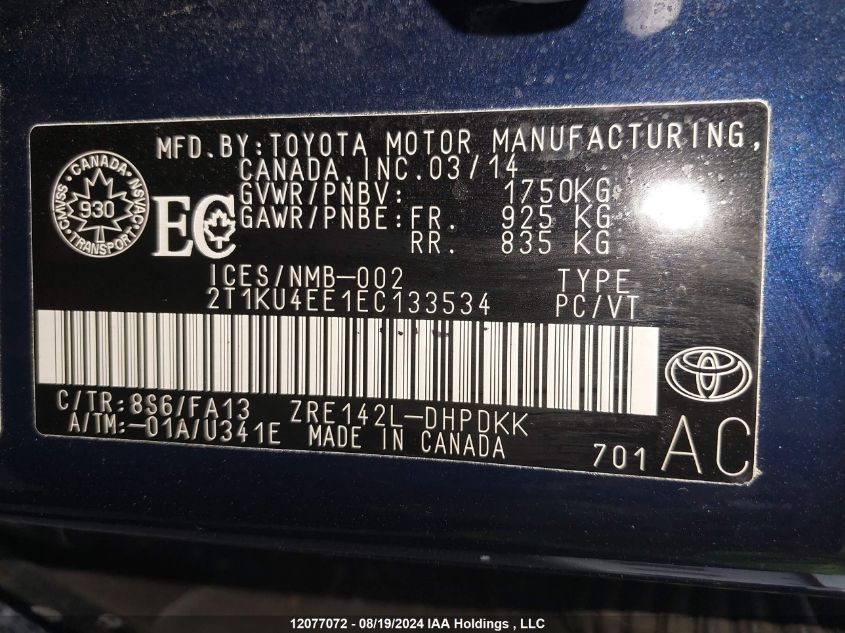 MFD.BY:TOYOTA MOTOR MANUFACTURING,
CANADA,INC.03/14
GVWR/PNBV: 1750KG
GAWR/PNBE:FR. 925 KG
RR. 835 KG
CANADA
CMVSS
NSVAC
930
TRANSPORT
EC
ICES/NMB-002 TYPE
2T1KU4EE1EC133534 PC/VT
C/TR:8S6/FA13 ZRE142L-DHPDKK
A/TM:-01A/U341E MADE IN CANADA
701 AC
12077072 - 08/19/2024 IAA Holdings , LLC